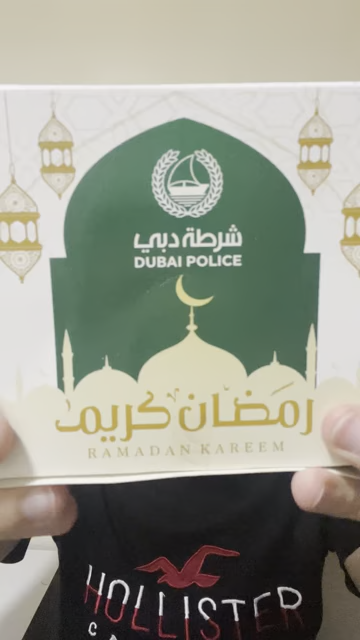 شرطة دبي
DUBAI POLICE
رمضان كريم
RAMADAN KAREEM
HOLLISTER